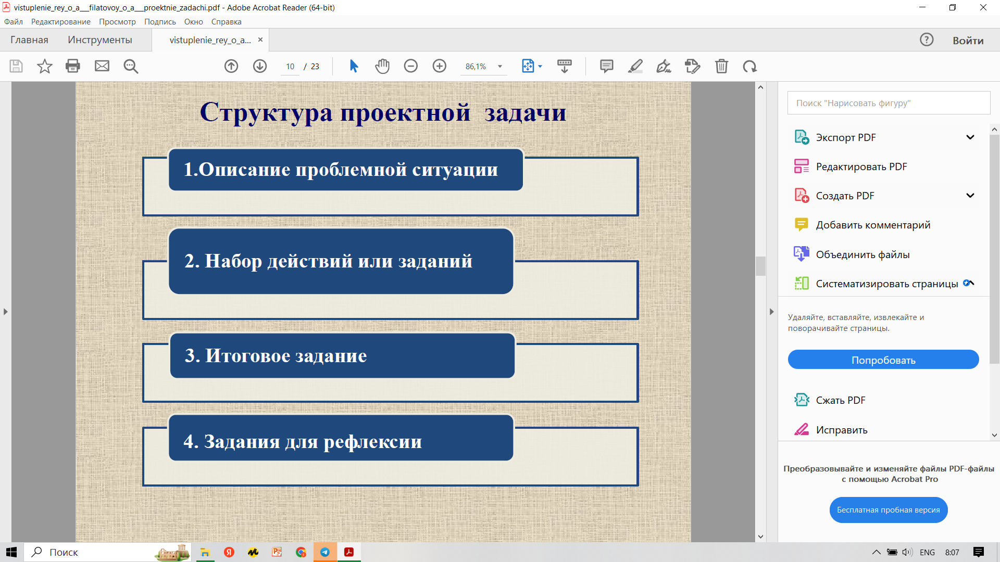 vistuplenie_rey_o_a__filatovoy_o_a__proektnie_zadachi.pdf - Adobe Acrobat Reader (64-bit)
Файл Редактирование Просмотр Подпись Окно Справка
Главная Инструменты vistuplenie_rey_o_a... × Войти
10 / 23 86,1%
Структура проектной задачи
1.Описание проблемной ситуации
2. Набор действий или заданий
3. Итоговое задание
4. Задания для рефлексии
Поиск "Нарисовать фигуру"
Экспорт PDF
Редактировать PDF
Создать PDF
Добавить комментарий
Объединить файлы
Систематизировать страницы
Удаляйте, вставляйте, извлекайте и
поворачивайте страницы.
Попробовать
Сжать PDF
Исправить
Преобразовывайте и изменяйте файлы PDF-файлы
с помощью Acrobat Pro
Бесплатная пробная версия
Поиск ENG 8:07